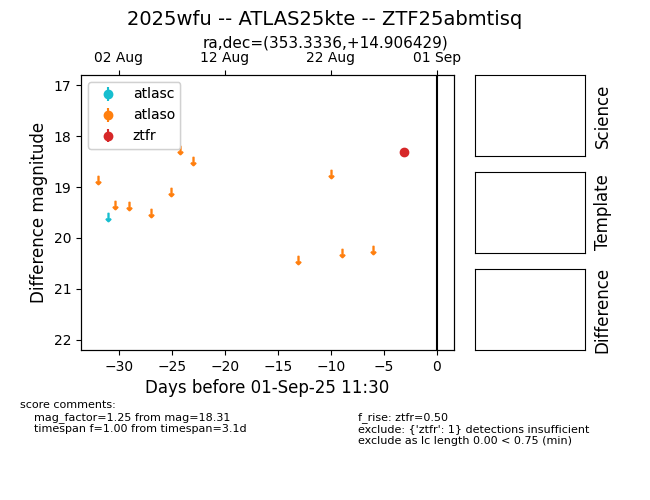 2025wfu -- ATLAS25kte -- ZTF25abmtisq
ra,dec=(353.3336,+14.906429)
02 Aug 12 Aug 22 Aug 01 Sep
atlasc
atlaso
ztfr
17
18
19
20
21
22
Difference magnitude
−30 −25 −20 −15 −10 −5 0
Days before 01-Sep-25 11:30
Science
Template
Difference
score comments:
mag_factor=1.25 from mag=18.31
timespan f=1.00 from timespan=3.1d
f_rise: ztfr=0.50
exclude: {'ztfr': 1} detections insufficient
exclude as lc length 0.00 < 0.75 (min)